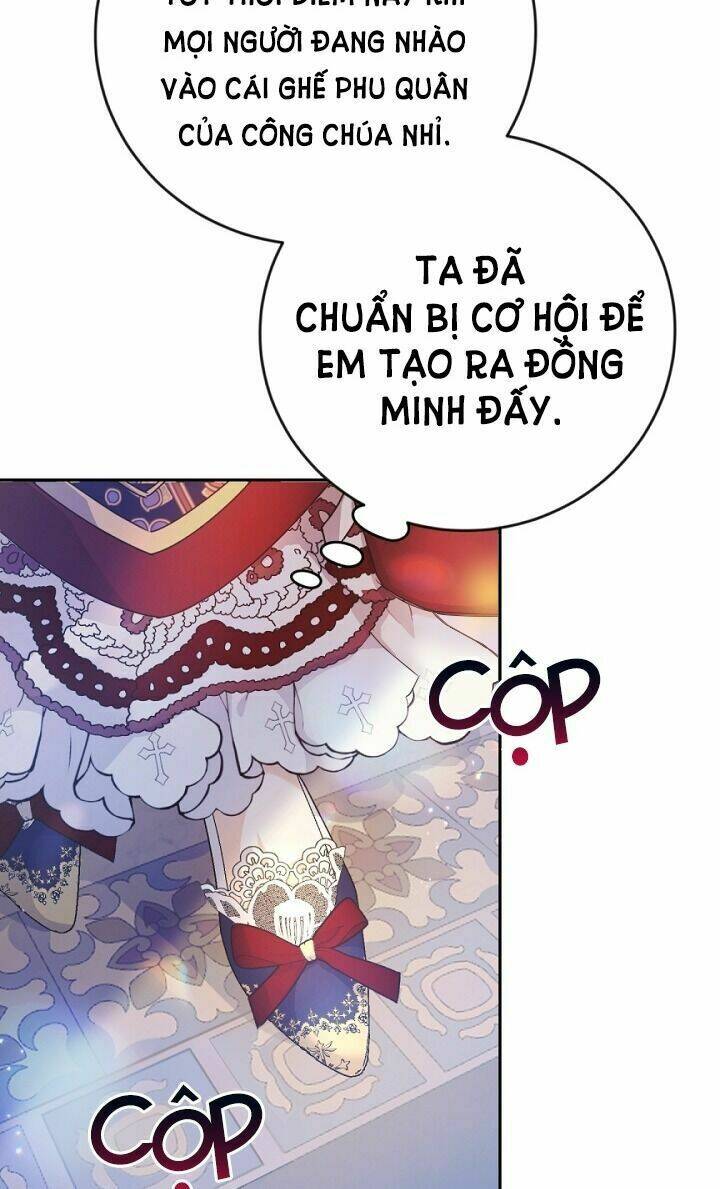 MỌI NGƯỜI ĐANG NHÀO
VÀO CÁI GHẾ PHU QUÂN
CỦA CÔNG CHÚA NHỈ.
TA ĐÃ
CHUẨN BỊ CƠ HỘI ĐỂ
EM TẠO RA ĐỒNG
MINH ĐẤY.
CỘP
CỘP